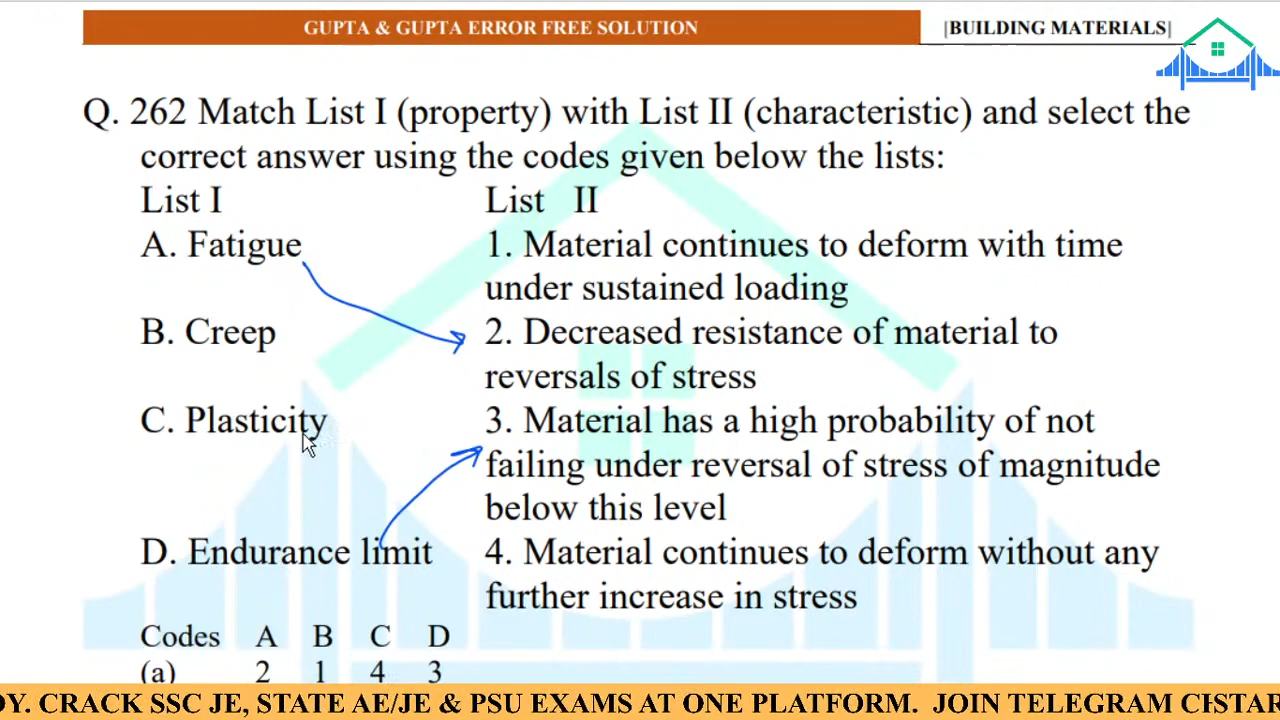 GUPTA & GUPTA ERROR FREE SOLUTION |BUILDING MATERIALS|
Q. 262 Match List I (property) with List II (characteristic) and select the
correct answer using the codes given below the lists:
List I List II
A. Fatigue 1. Material continues to deform with time
under sustained loading
B. Creep 2. Decreased resistance of material to
reversals of stress
C. Plasticity 3. Material has a high probability of not
failing under reversal of stress of magnitude
below this level
D. Endurance limit 4. Material continues to deform without any
further increase in stress
Codes A B C D
(a) 2 1 4 3
CRACK SSC JE, STATE AE/JE & PSU EXAMS AT ONE PLATFORM. JOIN TELEGRAM